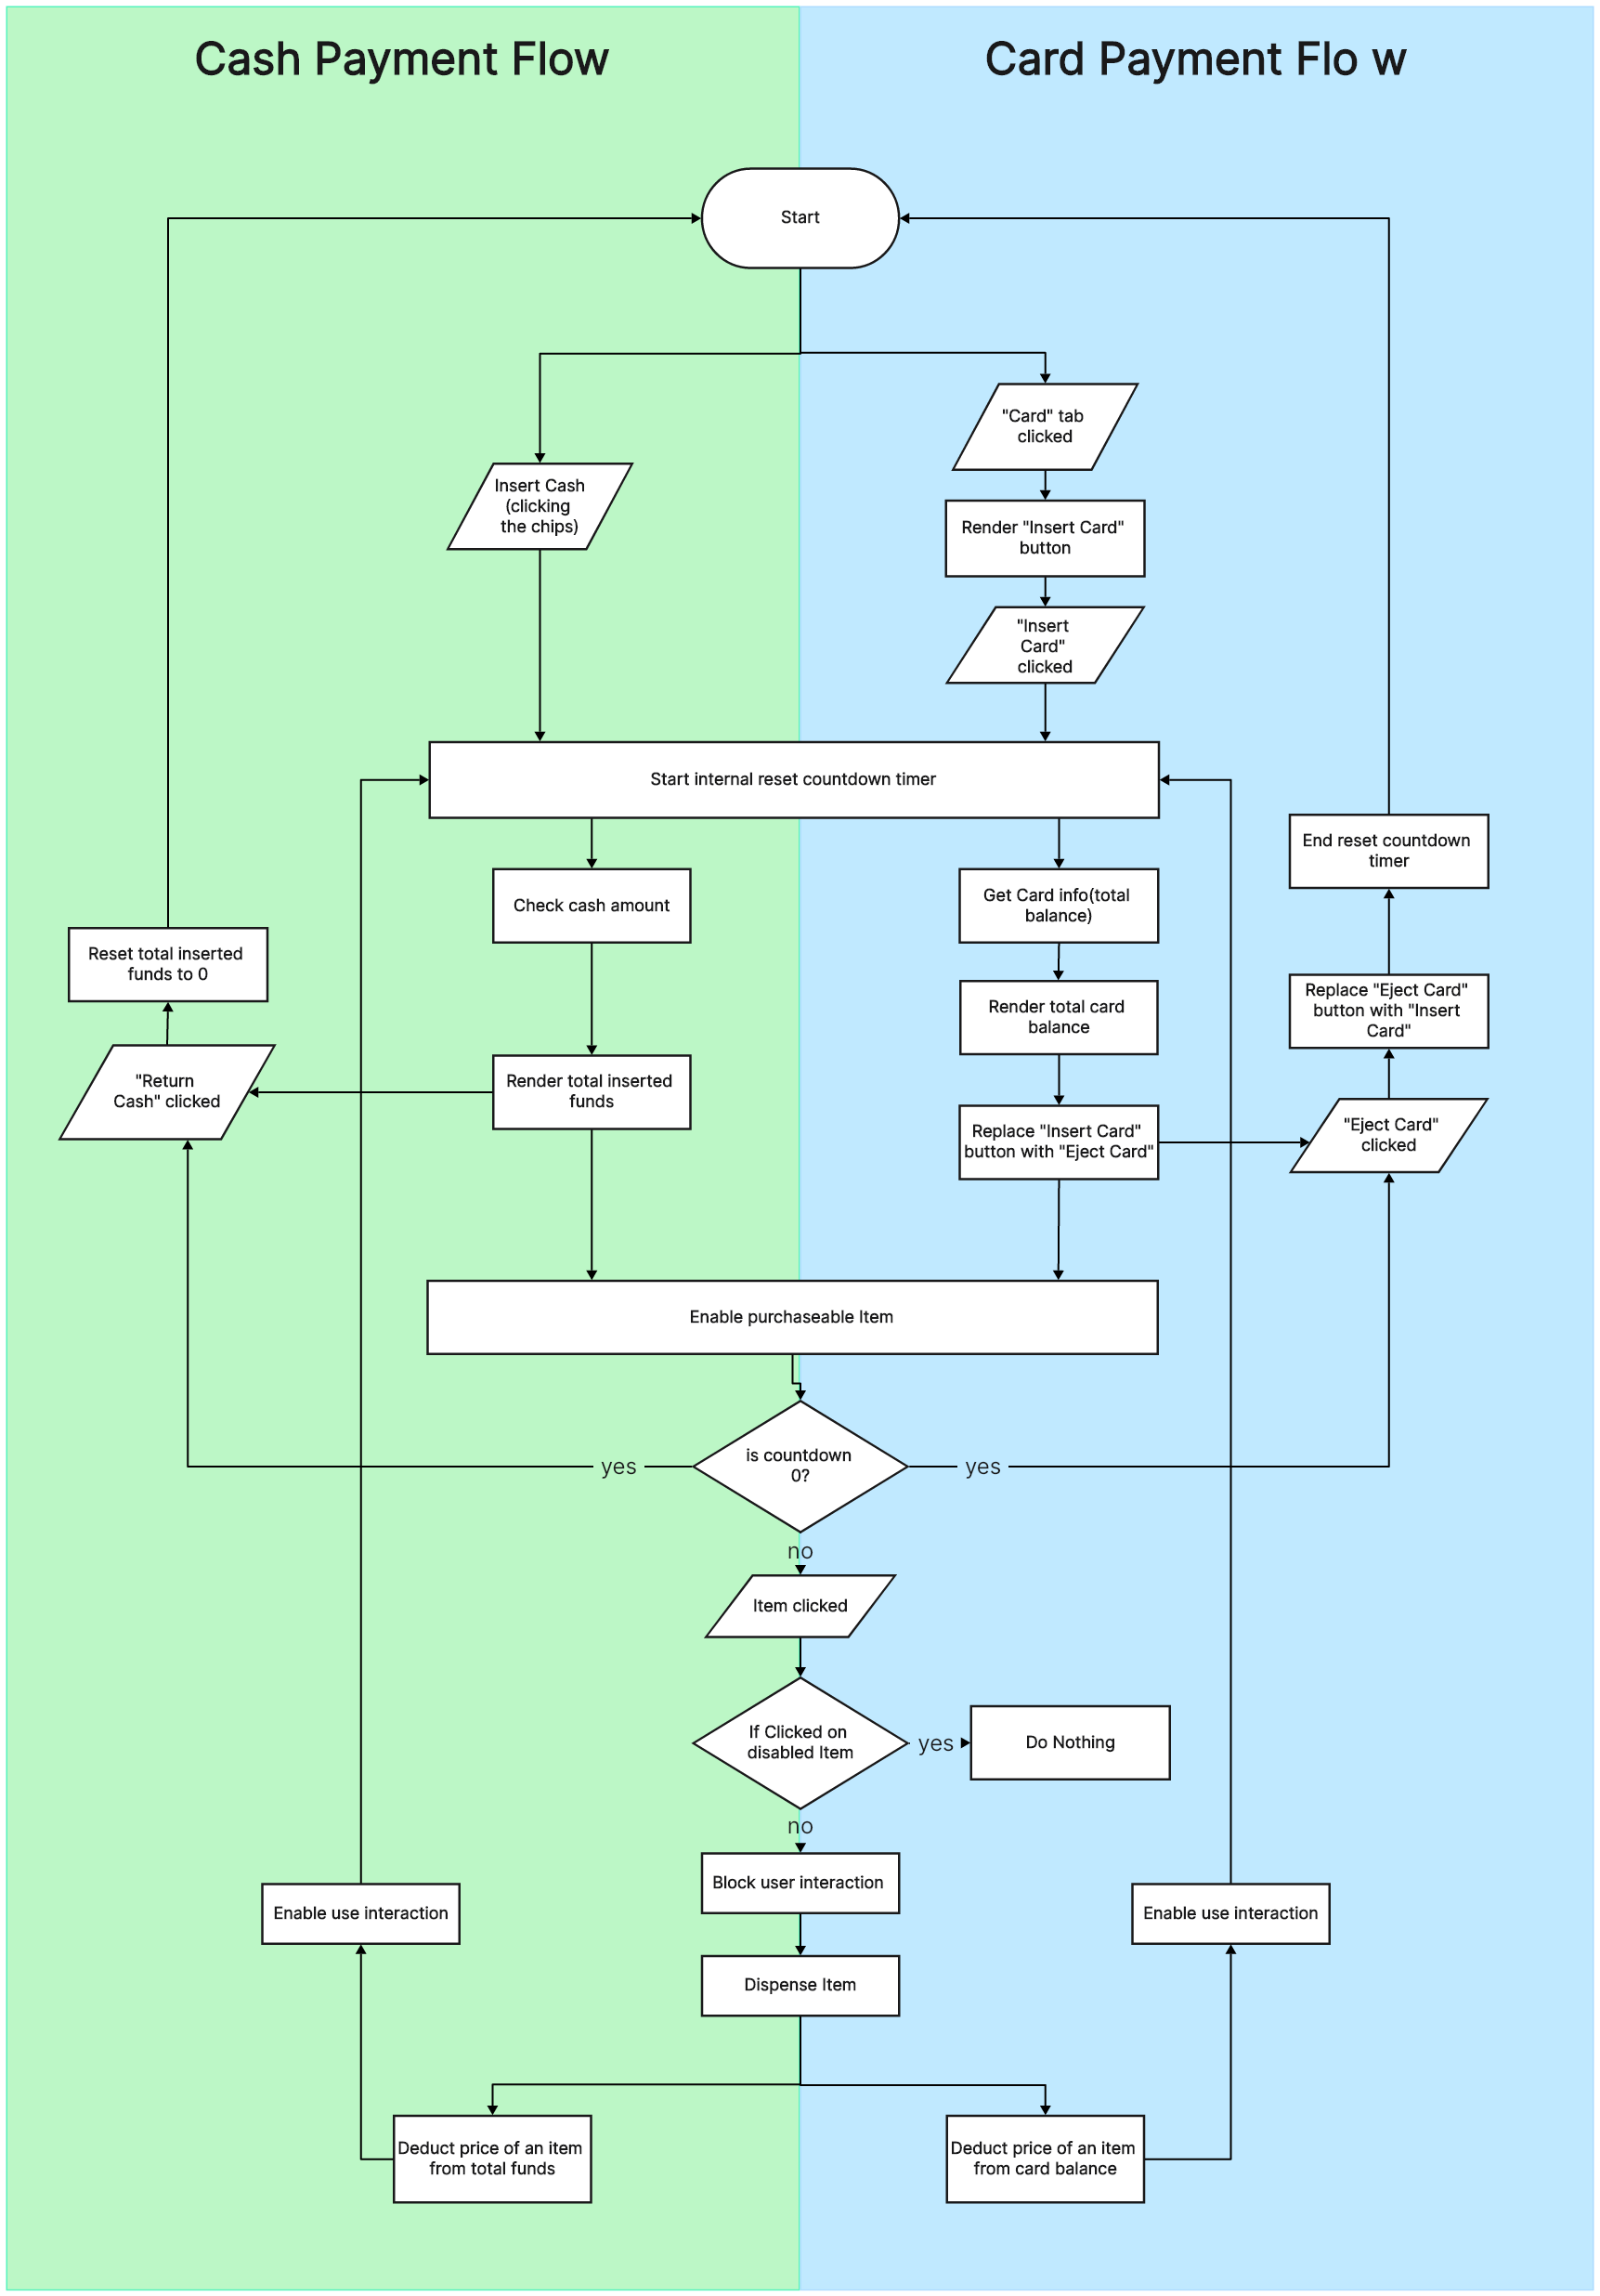 Cash Payment Flow
Card Payment Flo w
Start
"Card" tab
clicked
Insert Cash
(clicking
the chips)
Render "Insert Card"
button
"Insert
Card"
clicked
Start internal reset countdown timer
End reset countdown
timer
Check cash amount
Get Card info(total
balance)
Reset total inserted
funds to 0
Render total card
balance
Replace "Eject Card"
button with "Insert
Card"
"Return
Cash" clicked
Render total inserted
funds
Replace "Insert Card"
button with "Eject Card"
"Eject Card"
clicked
Enable purchaseable Item
is countdown
0?
yes
yes
no
Item clicked
If Clicked on
disabled Item
yes
Do Nothing
no
Block user interaction
Enable use interaction
Enable use interaction
Dispense Item
Deduct price of an item
from total funds
Deduct price of an item
from card balance